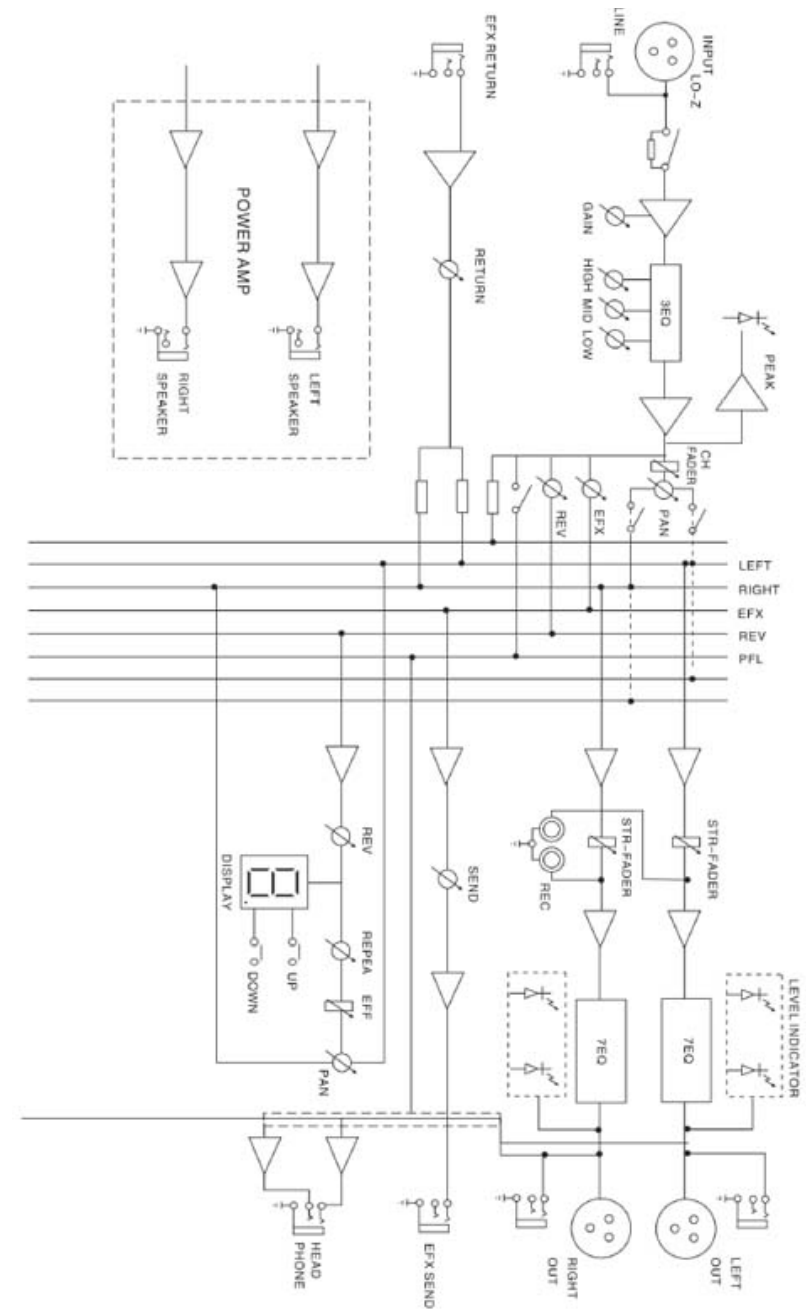 EFX RETURN
LINE
INPUT
LO-Z
GAIN
HIGH MID LOW
3EQ
PEAK
RETURN
POWER AMP
RIGHT
SPEAKER
LEFT
SPEAKER
CH
FADER
REV
EFX
PAN
LEFT
RIGHT
EFX
REV
PFL
REV
DISPLAY
UP
DOWN
REPEA
EFF
PAN
SEND
REC
STR-FADER
STR-FADER
7EQ
7EQ
LEVEL INDICATOR
HEAD
PHONE
EFX SEND
RIGHT
OUT
LEFT
OUT